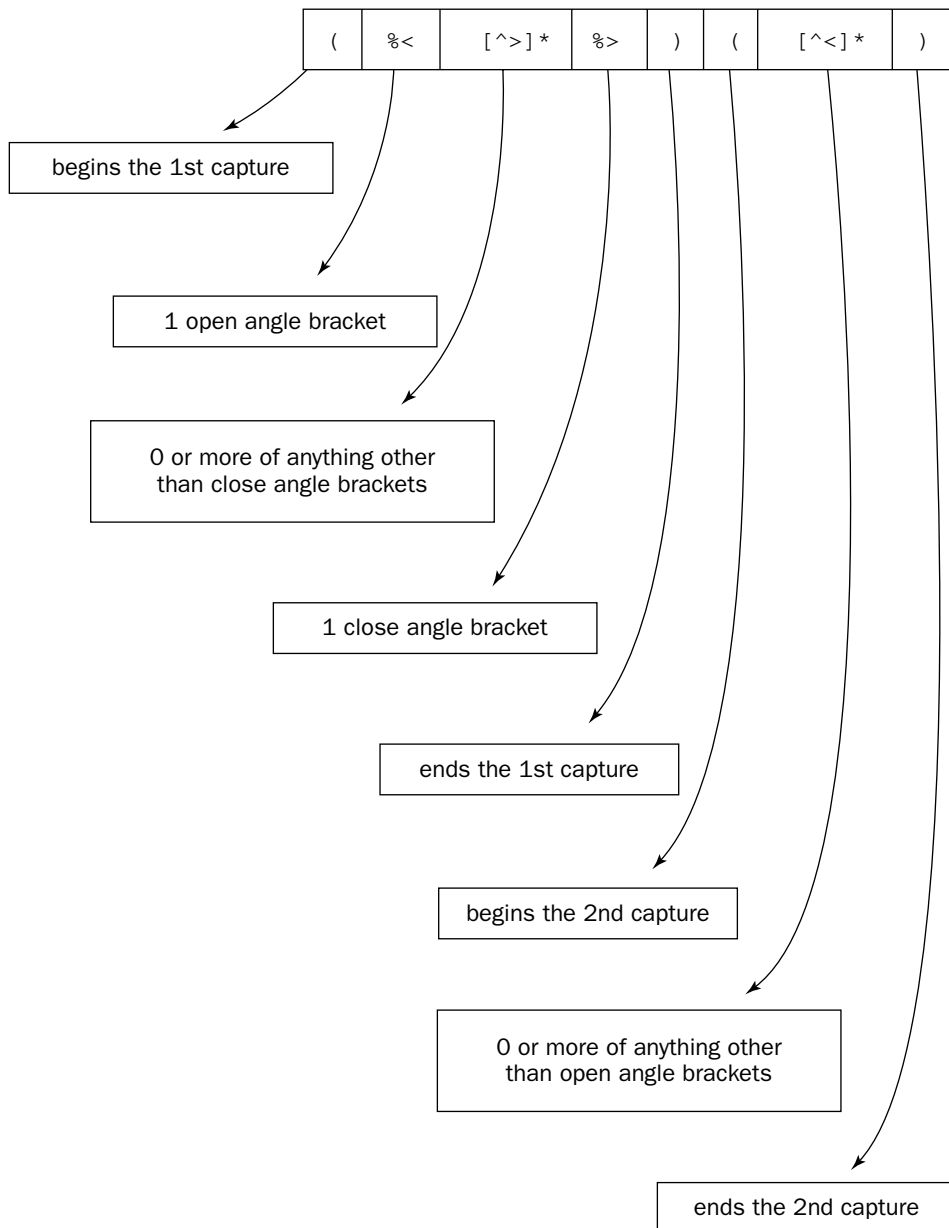 ( %< [^>]* %> ) ( [^<]* )
begins the 1st capture
1 open angle bracket
0 or more of anything other
than close angle brackets
1 close angle bracket
ends the 1st capture
begins the 2nd capture
0 or more of anything other
than open angle brackets
ends the 2nd capture